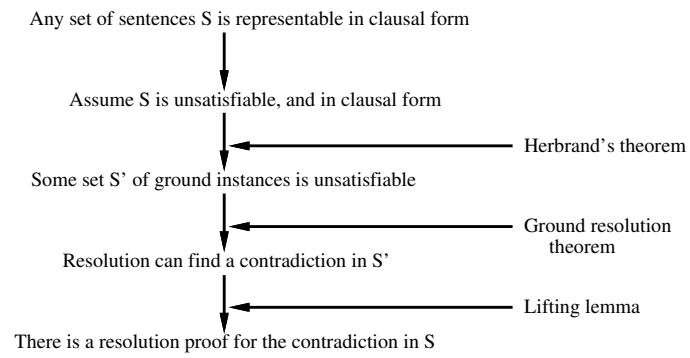 Any set of sentences S is representable in clausal form
Assume S is unsatisfiable, and in clausal form
Herbrand's theorem
Some set S' of ground instances is unsatisfiable
Ground resolution
theorem
Resolution can find a contradiction in S'
Lifting lemma
There is a resolution proof for the contradiction in S